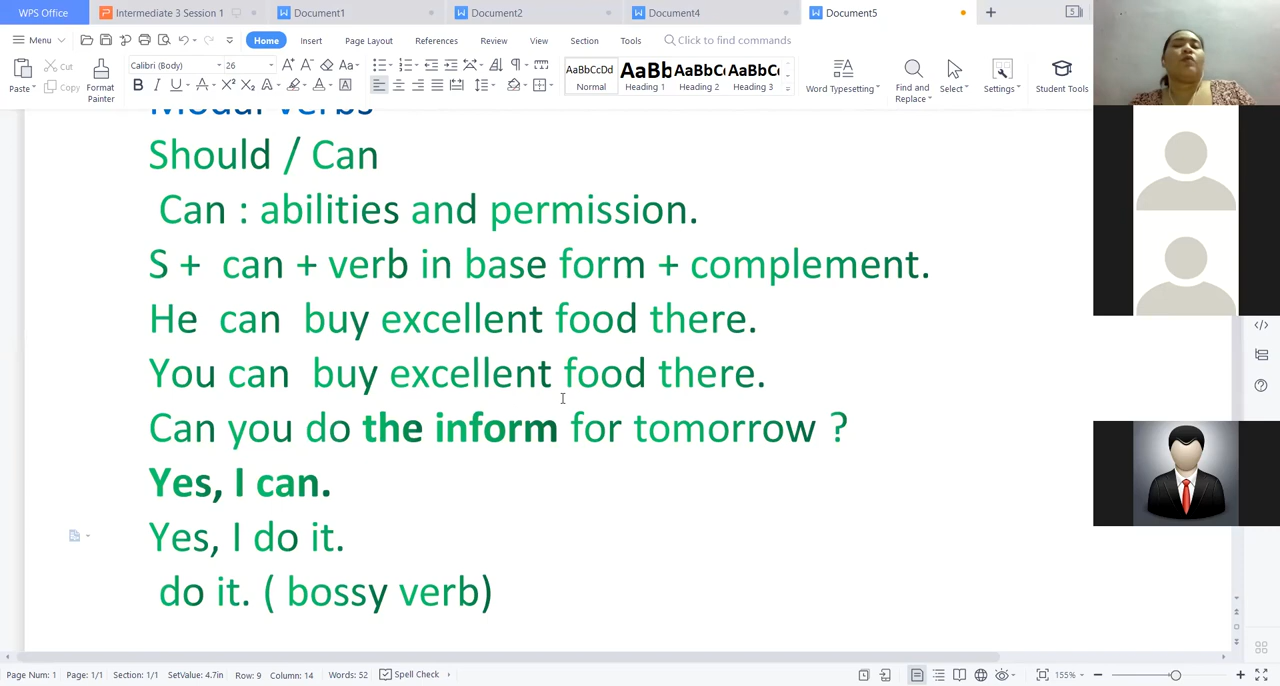 WPS Office
Intermediate 3 Session 1
Document1
Document2
Document4
Document5
5
Menu
Home
Insert
Page Layout
References
Review
View
Section
Tools
Click to find commands
Paste
Cut
Copy
Format Painter
Calibri (Body)
26
AaBbCcDd
Normal
AaBb
Heading 1
AaBbC
Heading 2
AaBbC
Heading 3
Word Typesetting
Find and Replace
Select
Settings
Student Tools
Modal verbs
Should / Can
Can : abilities and permission.
S + can + verb in base form + complement.
He can buy excellent food there.
You can buy excellent food there.
Can you do the inform for tomorrow ?
Yes, I can.
Yes, I do it.
do it. ( bossy verb)
Page Num: 1
Page: 1/1
Section: 1/1
SetValue: 4.7in
Row: 9
Column: 14
Words: 52
Spell Check
155%